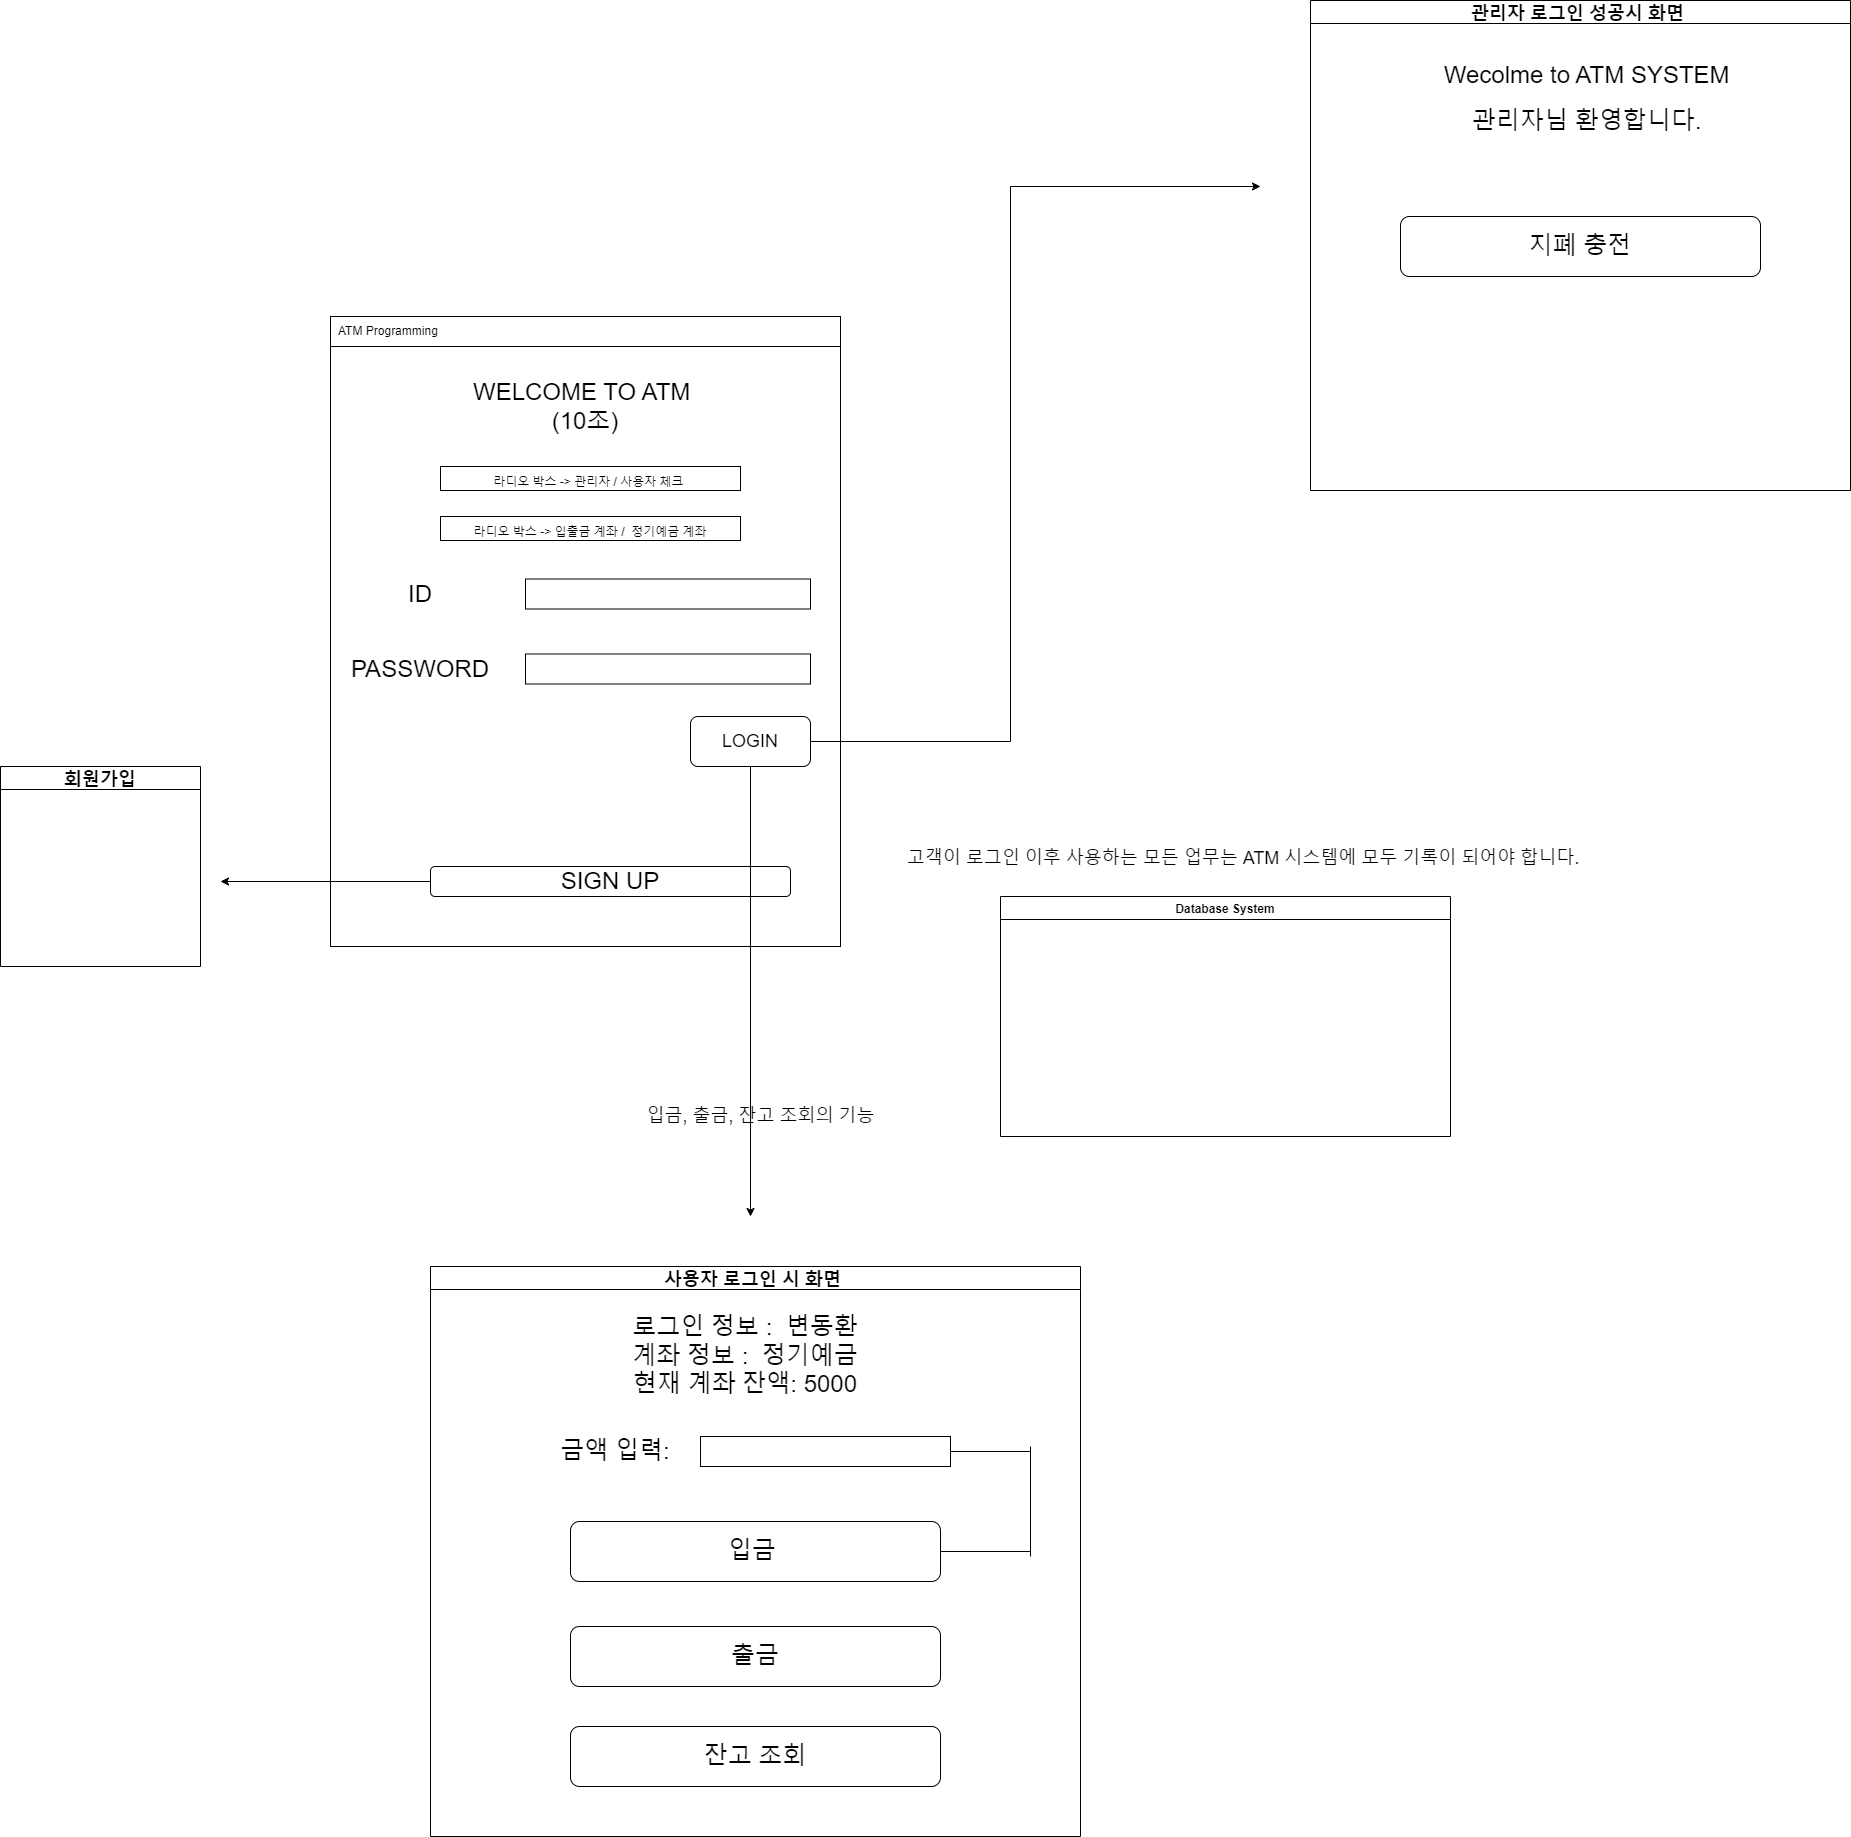 관리자 로그인 성공시 화면
Wecolme to ATM SYSTEM
관리자님 환영합니다.
지폐 충전
ATM Programming
WELCOME TO ATM
(10조)
라디오 박스 -> 관리자 / 사용자 체크
라디오 박스 -> 입출금 계좌 /  정기예금 계좌
ID
PASSWORD
LOGIN
회원가입
SIGN UP
고객이 로그인 이후 사용하는 모든 업무는 ATM 시스템에 모두 기록이 되어야 합니다.
Database System
입금, 출금, 잔고 조회의 기능
사용자 로그인 시 화면
로그인 정보 :  변동환
계좌 정보 :  정기예금
현재 계좌 잔액: 5000
금액 입력:
입금
출금
잔고 조회